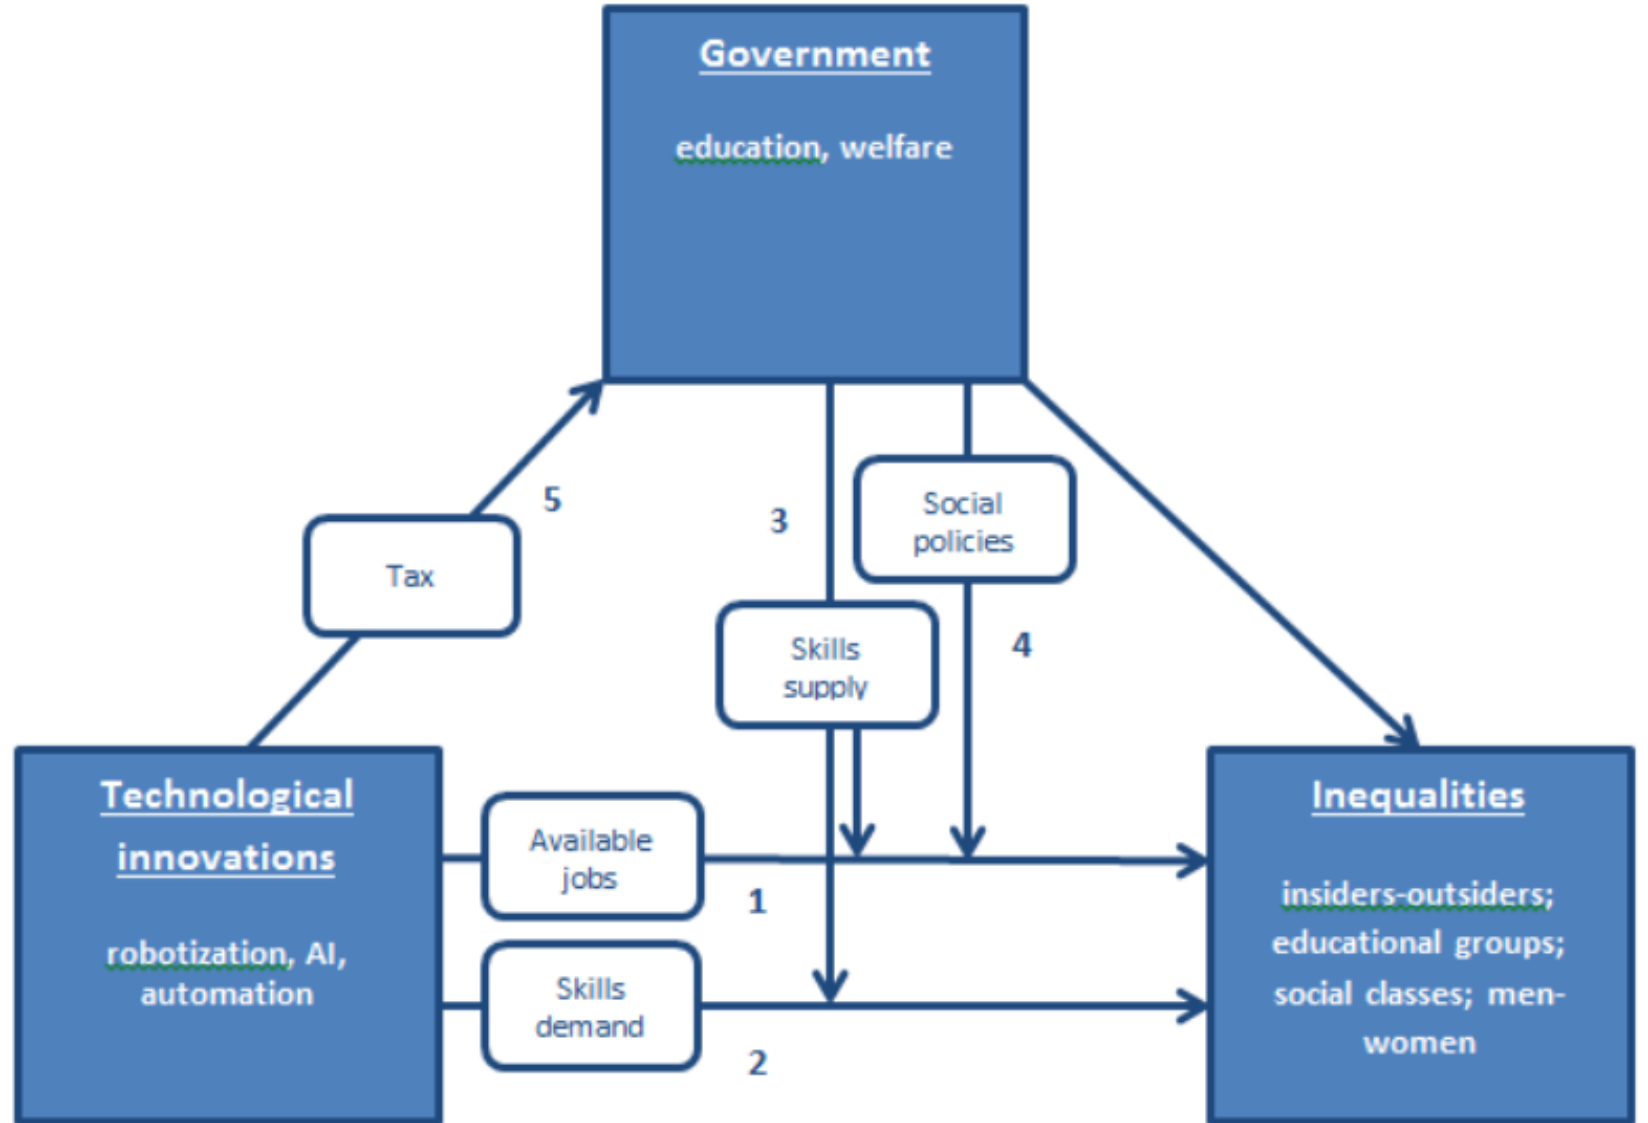 Government
education, welfare
5
3
Social
policies
Tax
Skills
supply
4
Technological
innovations
robotization, AI,
automation
Available
jobs
1
Skills
demand
2
Inequalities
insiders-outsiders;
educational groups;
social classes; men-
women